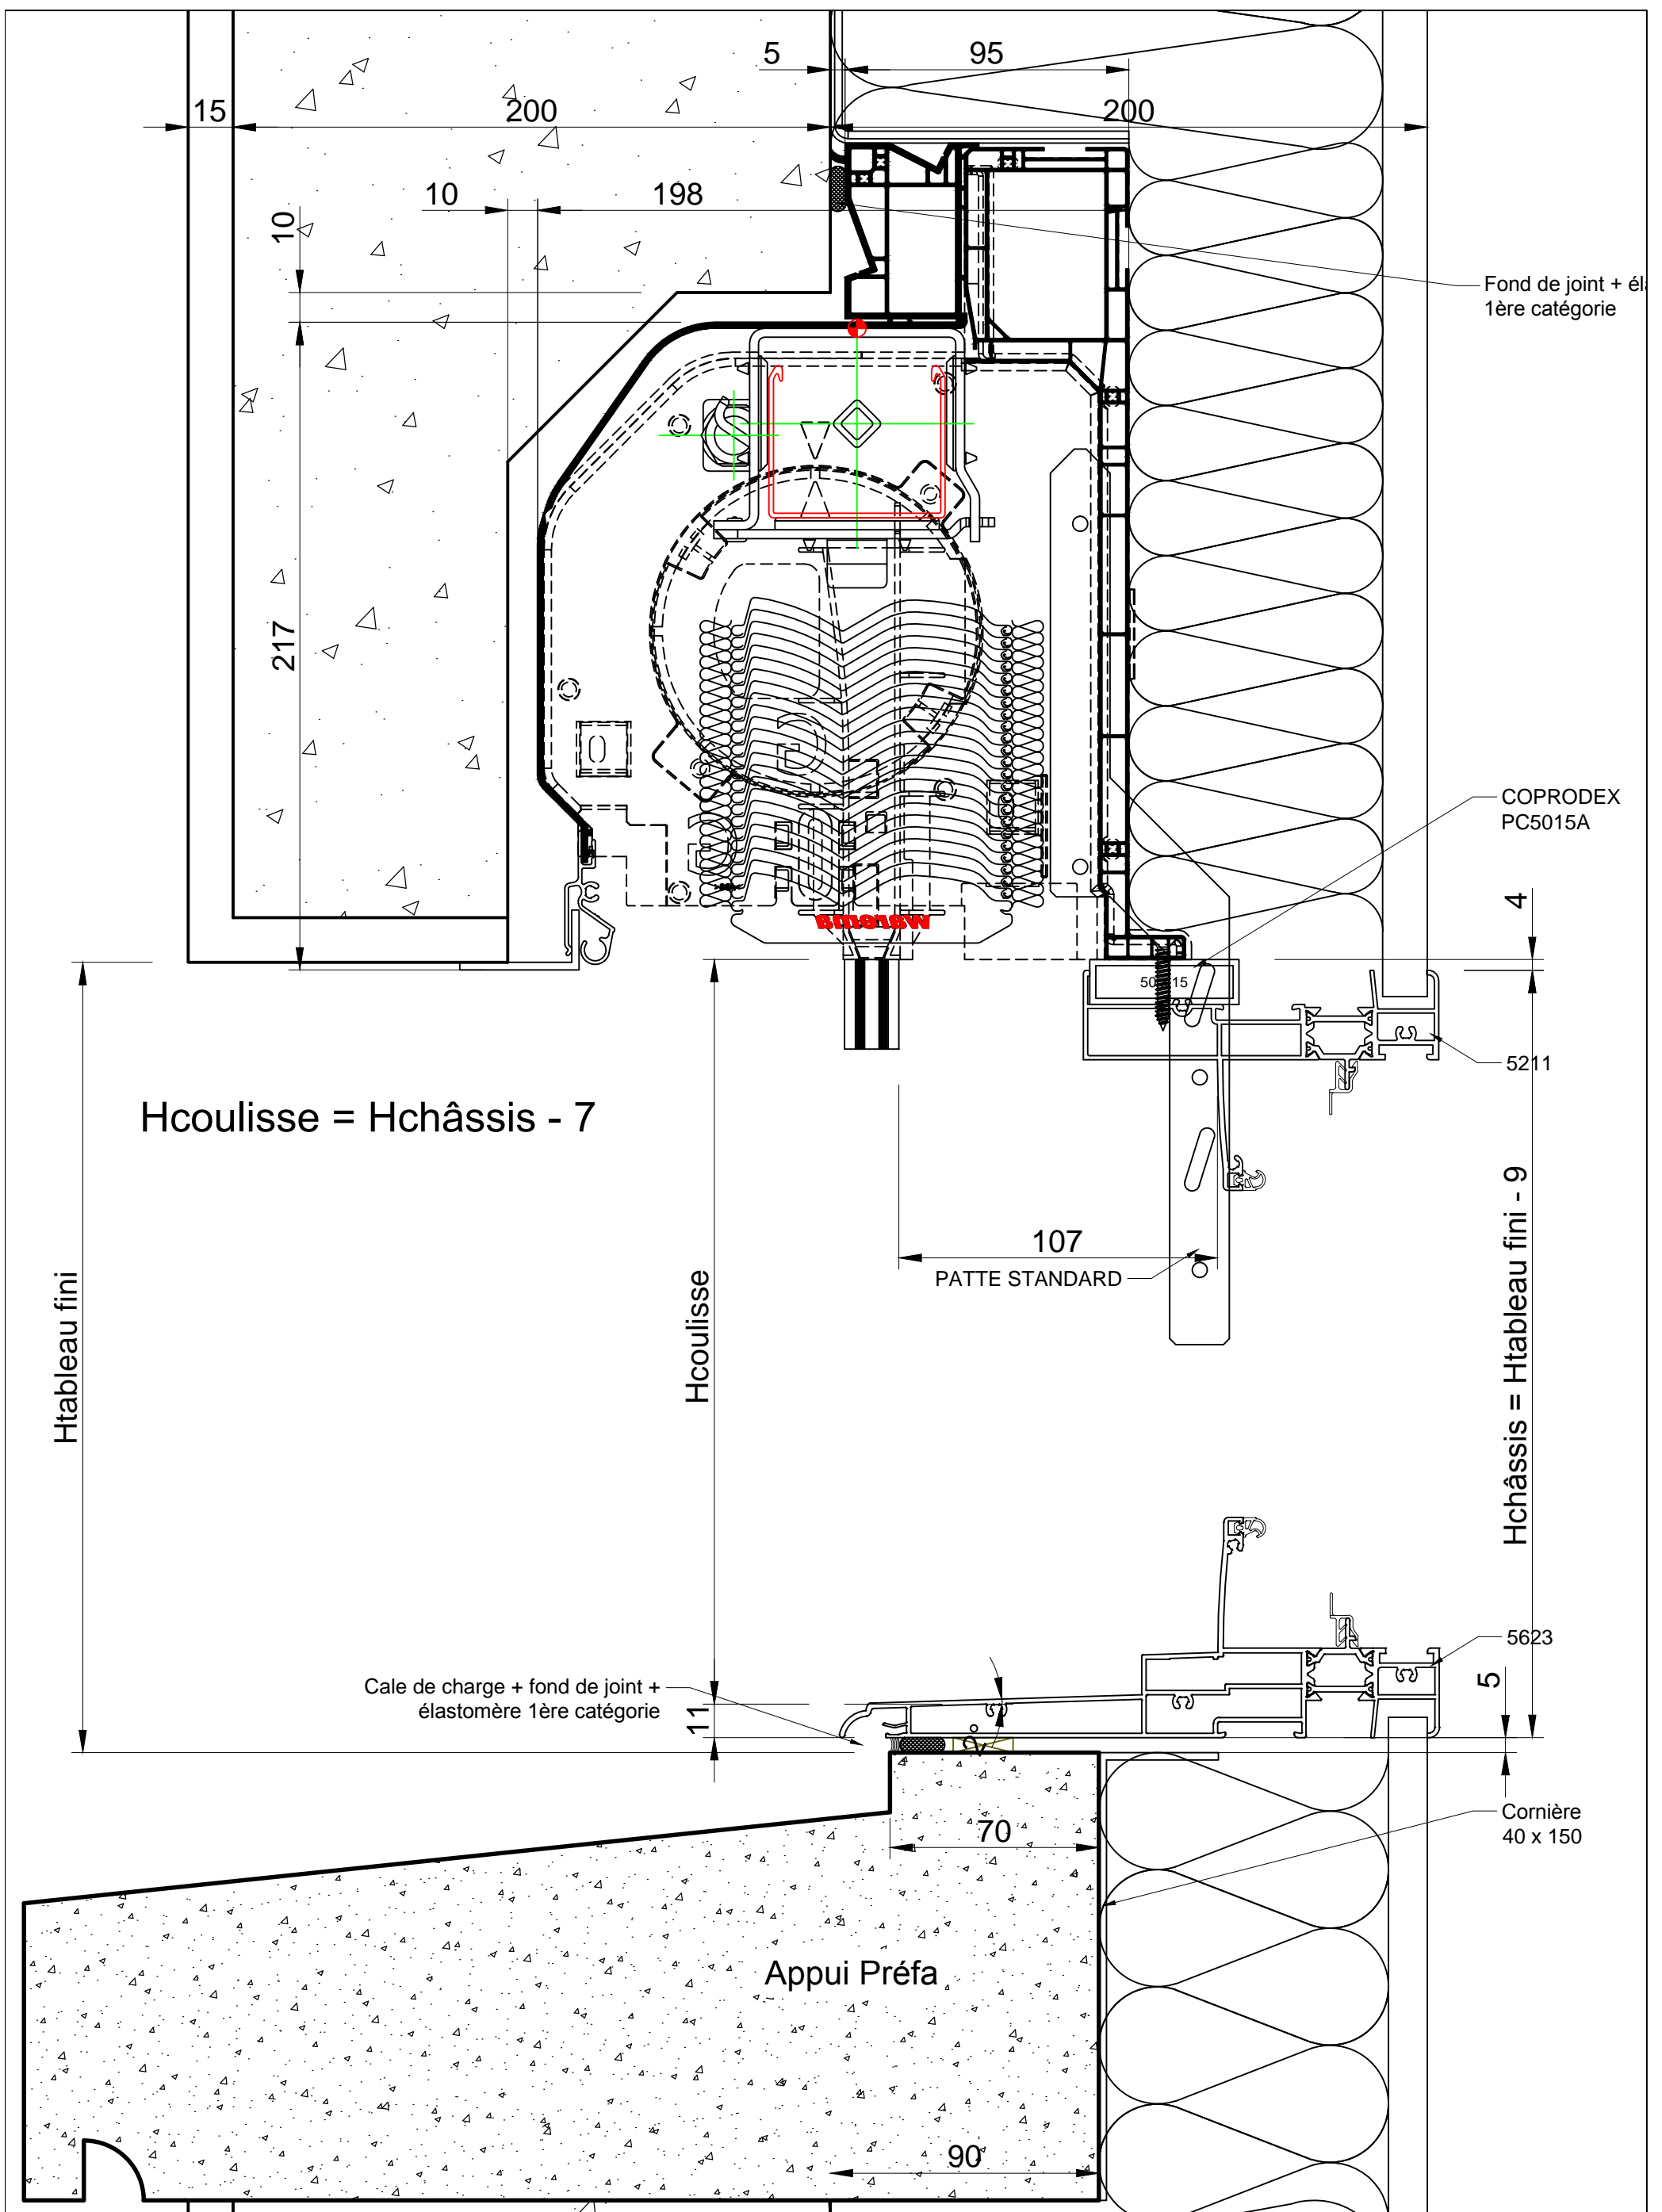 5
95
15
200
200
10
198
10
Fond de joint + él
1ère catégorie
217
COPRODEX
PC5015A
4
warema
5211
Hcoulisse = Hchâssis - 7
107
PATTE STANDARD
Htableau fini
Hcoulisse
Hchâssis = Htableau fini - 9
5623
5
Cale de charge + fond de joint +
élastomère 1ère catégorie
11
2°
70
Cornière
40 x 150
Appui Préfa
90